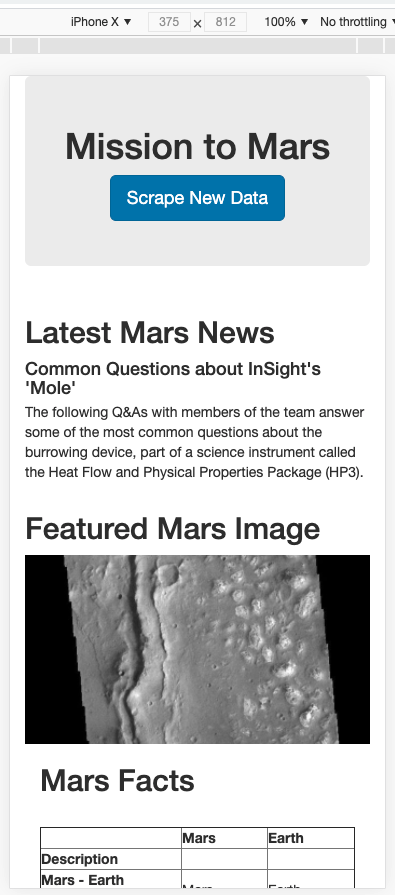 iPhone X ▼ 375 × 812 100% ▼ No throttling
Mission to Mars
Scrape New Data
Latest Mars News
Common Questions about InSight's
'Mole'
The following Q&As with members of the team answer
some of the most common questions about the
burrowing device, part of a science instrument called
the Heat Flow and Physical Properties Package (HP3).
Featured Mars Image
Mars Facts
Mars Earth
Description
Mars - Earth
Mars Earth